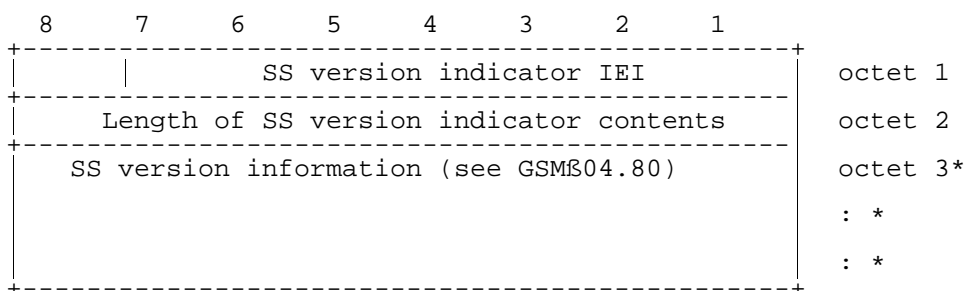 8 7 6 5 4 3 2 1
SS version indicator IEI octet 1
Length of SS version indicator contents octet 2
SS version information (see GSMß04.80) octet 3*
: *
: *